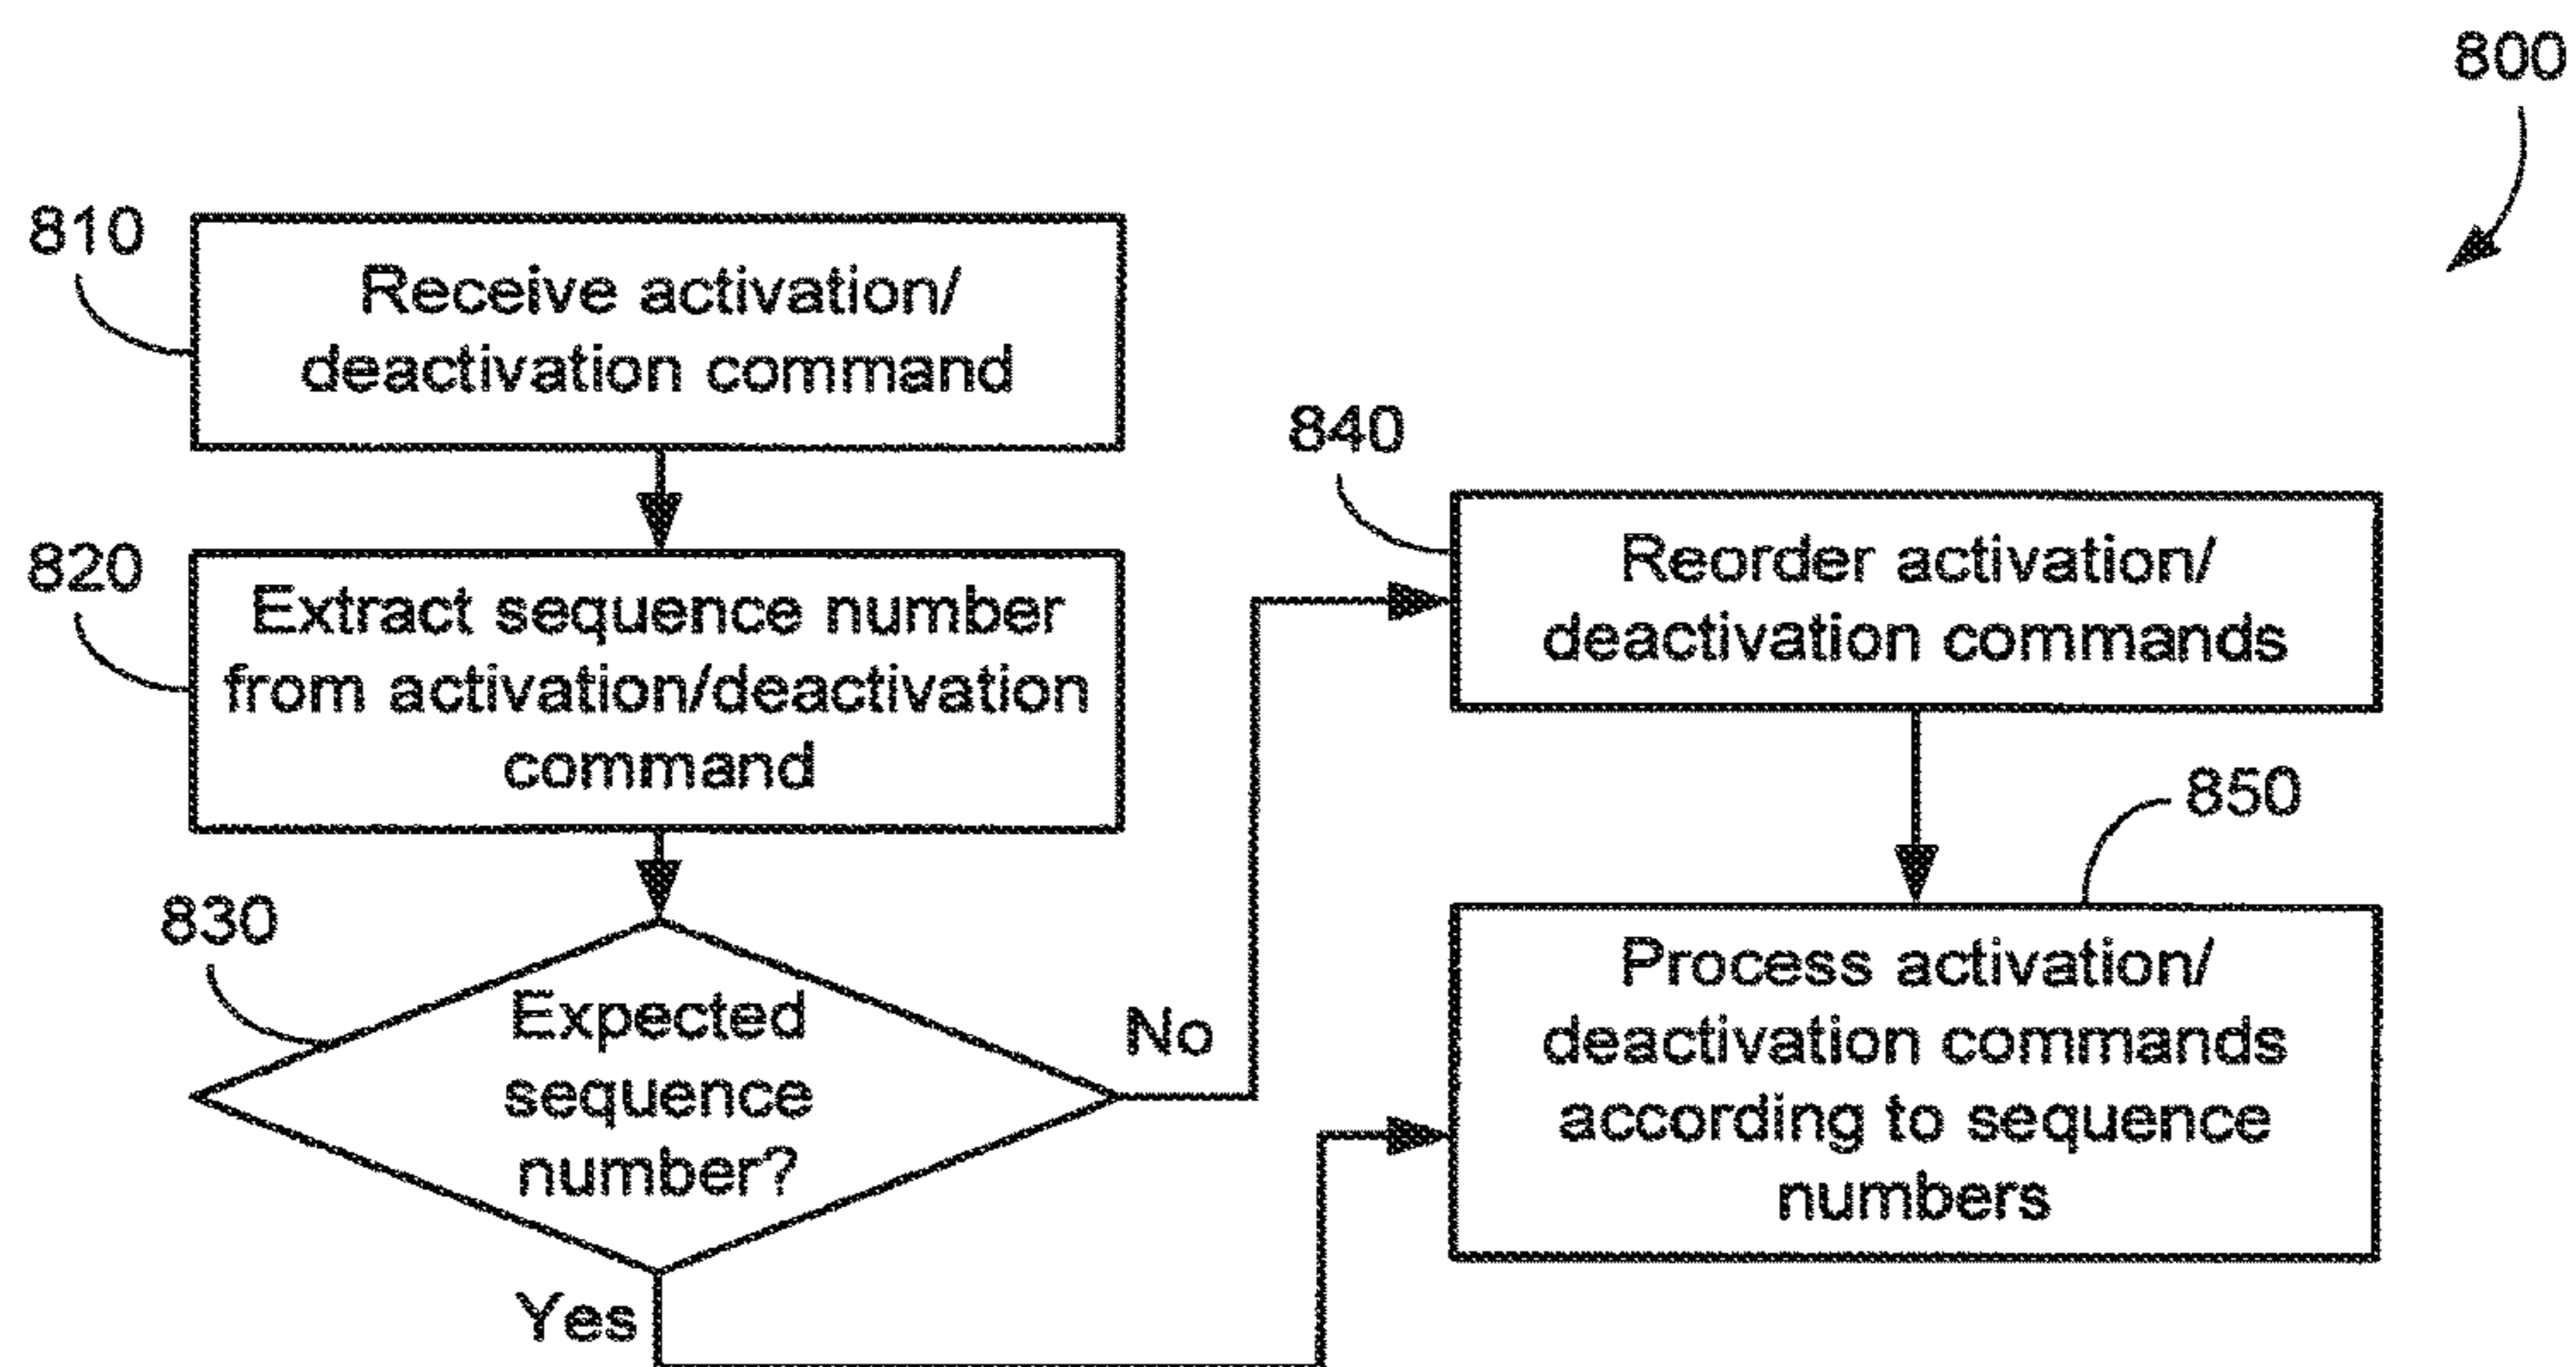 800
810
Receive activation/
deactivation command
820
Extract sequence number
from activation/deactivation
command
830
Expected
sequence
number?
No
Yes
840
Reorder activation/
deactivation commands
850
Process activation/
deactivation commands
according to sequence
numbers